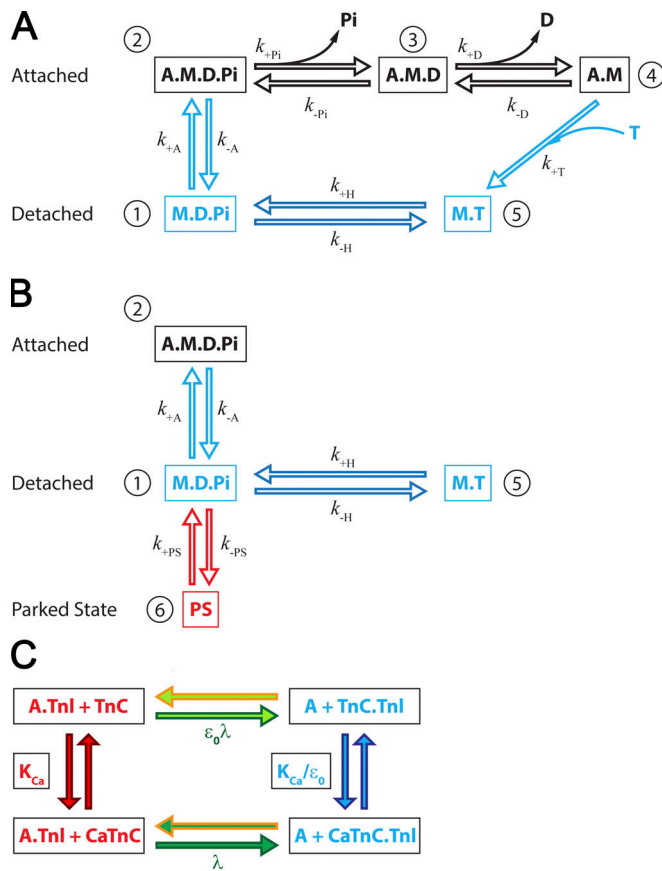 A
② Pi ③ D
k+Pi k+D
Attached A.M.D.Pi A.M.D A.M ④
k-Pi k-D
k+A k-A T
k+T
k+H
Detached ① M.D.Pi M.T ⑤
k-H
B
②
Attached A.M.D.Pi
k+A k-A
k+H
Detached ① M.D.Pi M.T ⑤
k-H
k+PS k-PS
Parked State ⑥ PS
C
A.TnI + TnC A + TnC.TnI
ε0λ
KCa KCa/ε0
A.TnI + CaTnC A + CaTnC.TnI
λ